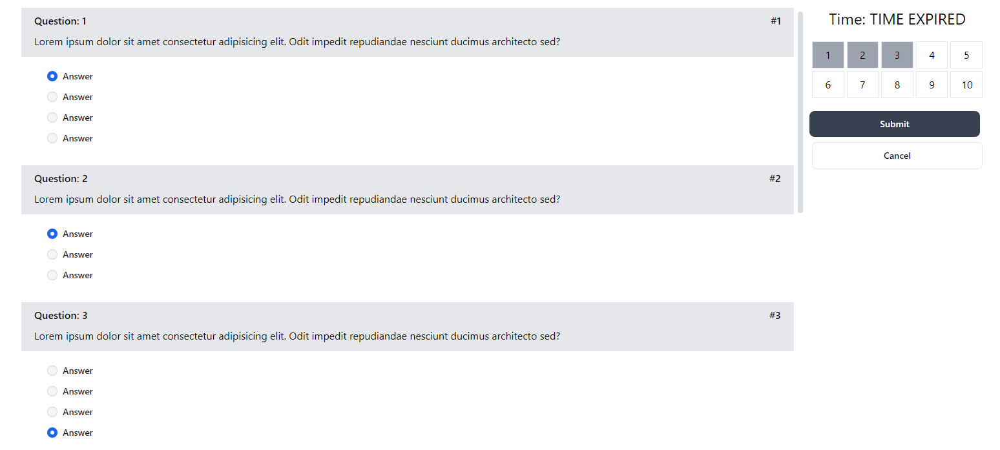 Question: 1 #1
Lorem ipsum dolor sit amet consectetur adipisicing elit. Odit impedit repudiandae nesciunt ducimus architecto sed?
Answer
Answer
Answer
Answer
Question: 2 #2
Lorem ipsum dolor sit amet consectetur adipisicing elit. Odit impedit repudiandae nesciunt ducimus architecto sed?
Answer
Answer
Answer
Question: 3 #3
Lorem ipsum dolor sit amet consectetur adipisicing elit. Odit impedit repudiandae nesciunt ducimus architecto sed?
Answer
Answer
Answer
Answer
Time: TIME EXPIRED
1 2 3 4 5
6 7 8 9 10
Submit
Cancel